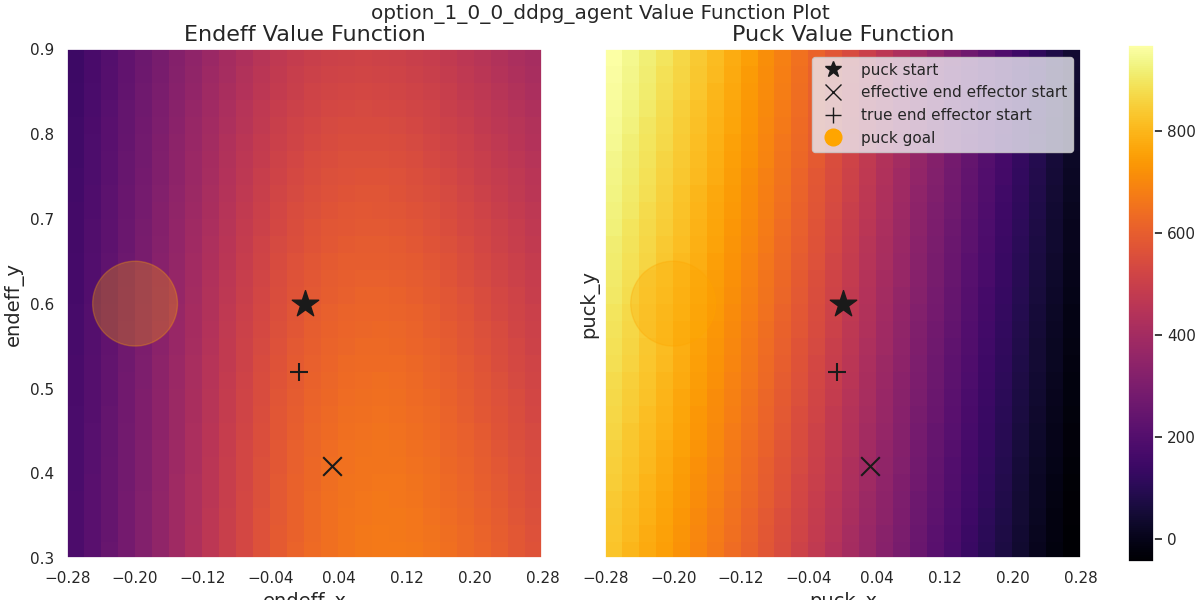 option_1_0_0_ddpg_agent Value Function Plot
Endeff Value Function
Puck Value Function
puck start
effective end effector start
true end effector start
puck goal
endeff_y
0.9
0.8
0.7
0.6
0.5
0.4
0.3
puck_y
800
600
400
200
0
−0.28 −0.20 −0.12 −0.04 0.04 0.12 0.20 0.28
−0.28 −0.20 −0.12 −0.04 0.04 0.12 0.20 0.28
endeff_x
puck_x